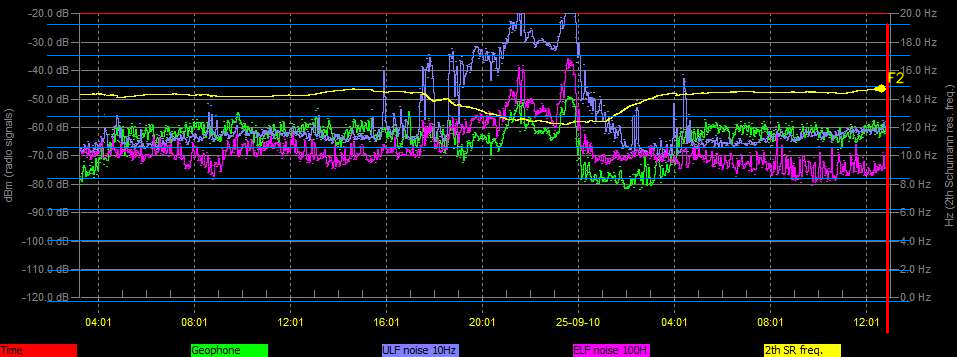 -20.0 dB 20.0 Hz
-30.0 dB 18.0 Hz
-40.0 dB 16.0 Hz
F2
-50.0 dB 14.0 Hz
-60.0 dB 12.0 Hz
-70.0 dB 10.0 Hz
-80.0 dB 8.0 Hz
-90.0 dB 6.0 Hz
-100.0 dB 4.0 Hz
-110.0 dB 2.0 Hz
-120.0 dB 0.0 Hz
dBm (radio signals)
Hz (2th Schumann res. freq.)
04:01 08:01 12:01 16:01 20:01 25-09-10 04:01 08:01 12:01
Time Geophone ULF noise 10Hz ELF noise 100H 2th SR freq.